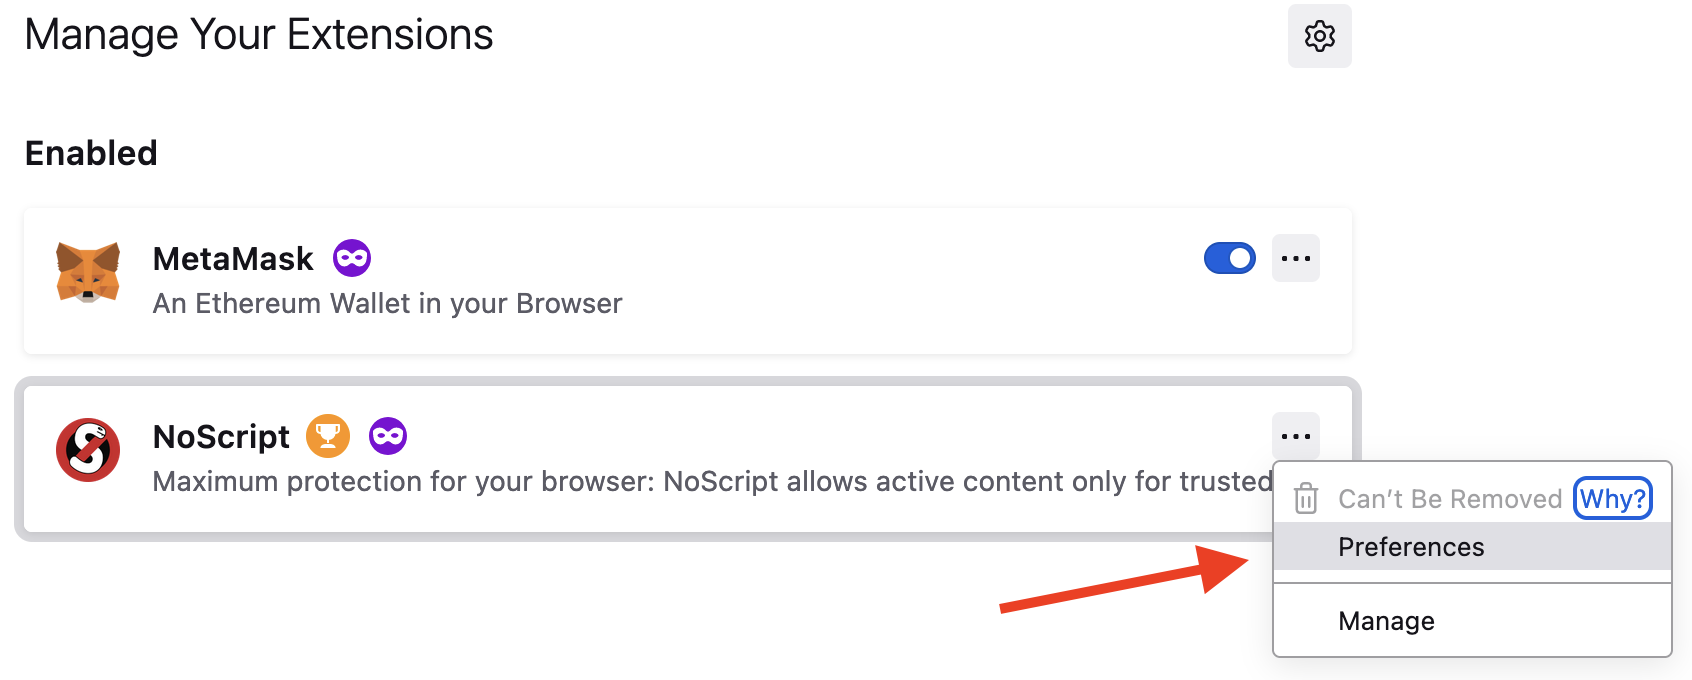 Manage Your Extensions
Enabled
MetaMask
An Ethereum Wallet in your Browser
NoScript
Maximum protection for your browser: NoScript allows active content only for trusted
Can’t Be Removed Why?
Preferences
Manage